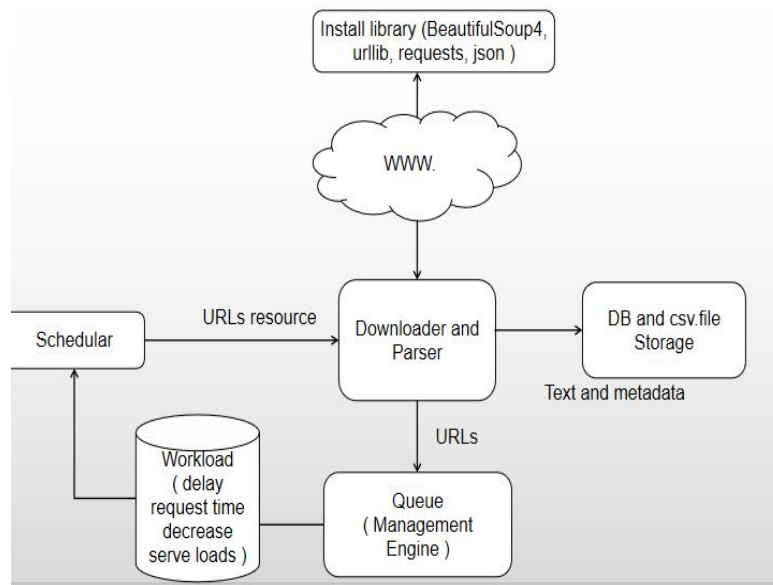 Install library (BeautifulSoup4,
urllib, requests, json )
WWW.
URLs resource
Schedular
Downloader and
Parser
DB and csv.file
Storage
Text and metadata
URLs
Workload
( delay
request time
decrease
serve loads )
Queue
( Management
Engine )